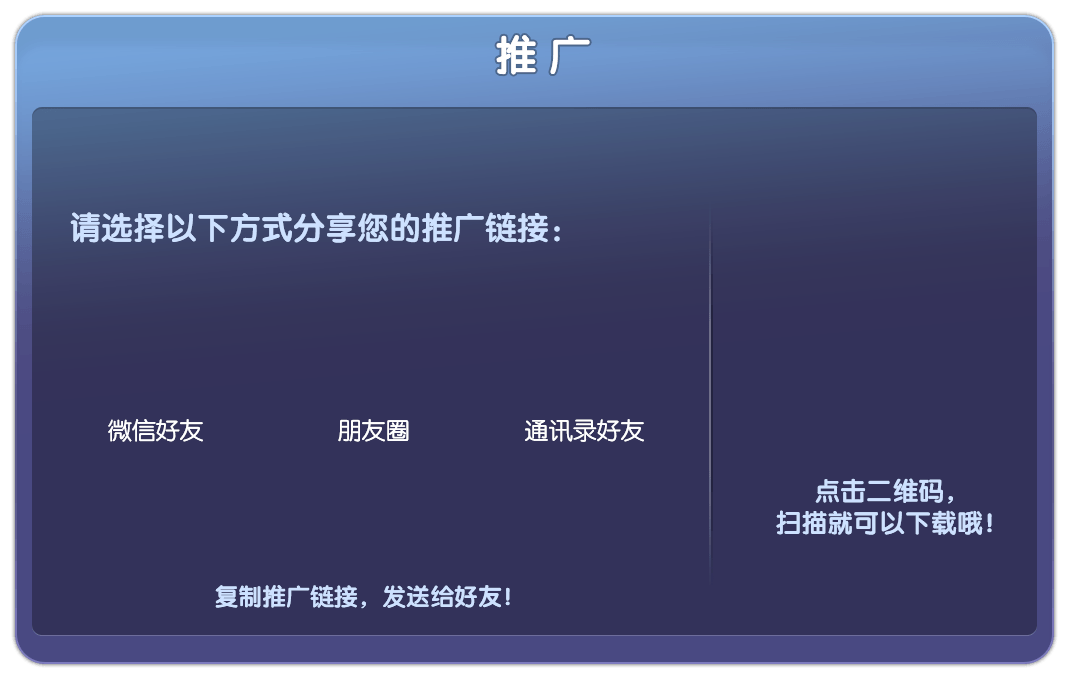 推广
请选择以下方式分享您的推广链接：
微信好友
朋友圈
通讯录好友
点击二维码，
扫描就可以下载哦！
复制推广链接，发送给好友！